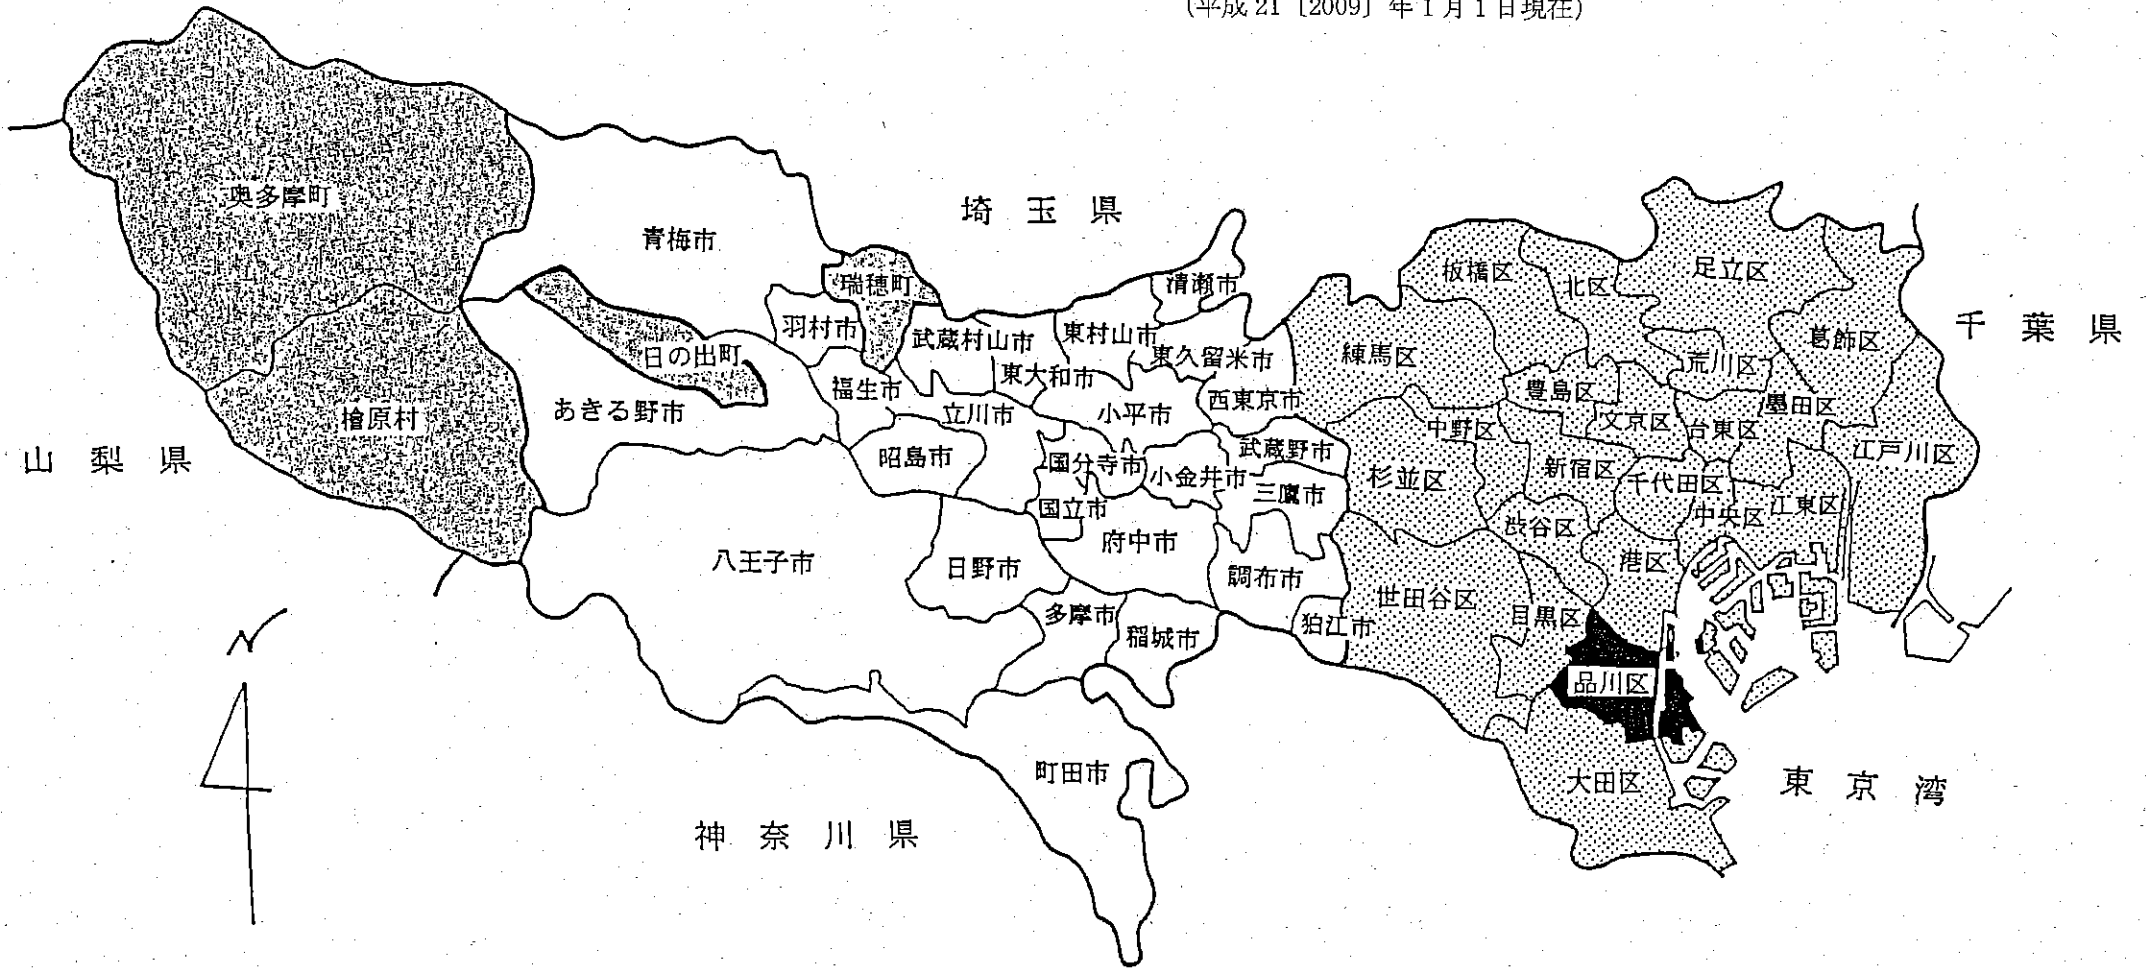 (平成21〔2009〕年1月1日現在)
奥多摩町
青梅市
埼玉県
瑞穂町
清瀬市
板橋区
北区
足立区
羽村市
武蔵村山市
東村山市
東久留米市
練馬区
荒川区
葛飾区
千葉県
日の出町
東大和市
豊島区
福生市
檜原村
あきる野市
立川市
小平市
西東京市
中野区
文京区
台東区
墨田区
山梨県
昭島市
国分寺市
小金井市
武蔵野市
杉並区
新宿区
千代田区
江戸川区
国立市
三鷹市
渋谷区
中央区
江東区
八王子市
日野市
府中市
調布市
港区
多摩市
稲城市
狛江市
世田谷区
目黒区
品川区
町田市
大田区
東京湾
神奈川県
N